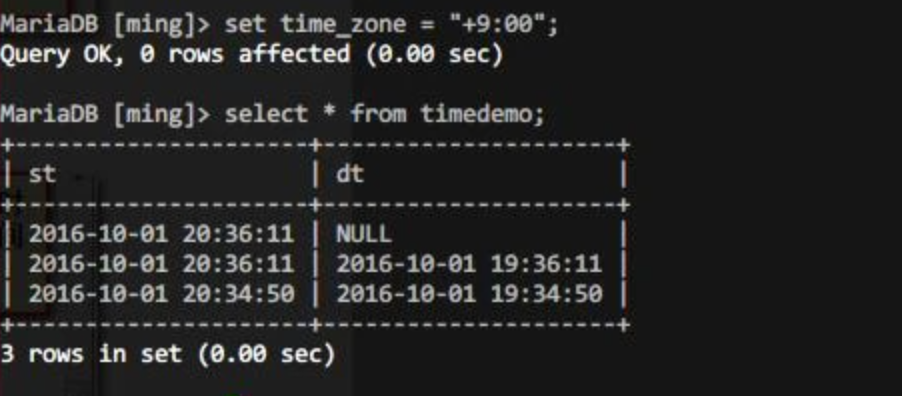 MariaDB [ming]> set time_zone = "+9:00";
Query OK, 0 rows affected (0.00 sec)
MariaDB [ming]> select * from timedemo;
+---------------------+---------------------+
| st                  | dt                  |
+---------------------+---------------------+
| 2016-10-01 20:36:11 | NULL                |
| 2016-10-01 20:36:11 | 2016-10-01 19:36:11 |
| 2016-10-01 20:34:50 | 2016-10-01 19:34:50 |
+---------------------+---------------------+
3 rows in set (0.00 sec)